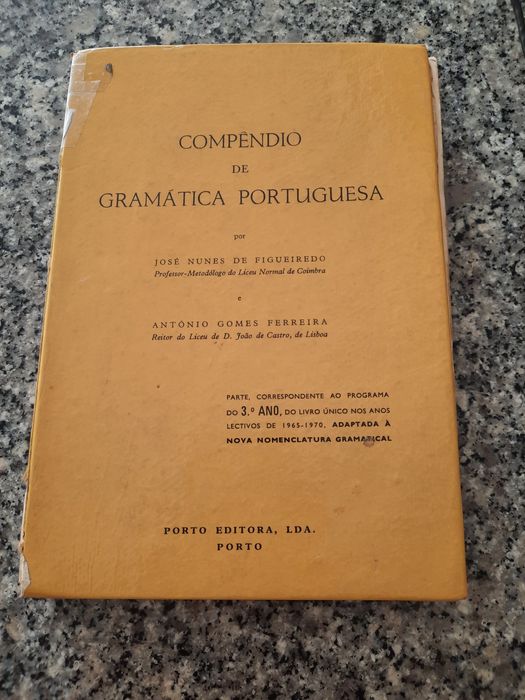 COMPÊNDIO
DE
GRAMÁTICA PORTUGUESA
por
JOSÉ NUNES DE FIGUEIREDO
Professor-Metodólogo do Liceu Normal de Coimbra
e
ANTÓNIO GOMES FERREIRA
Reitor do Liceu de D. João de Castro, de Lisboa
PARTE, CORRESPONDENTE AO PROGRAMA
DO 3.º ANO, DO LIVRO ÚNICO NOS ANOS
LECTIVOS DE 1965-1970, ADAPTADA À
NOVA NOMENCLATURA GRAMATICAL
PORTO EDITORA, LDA.
PORTO